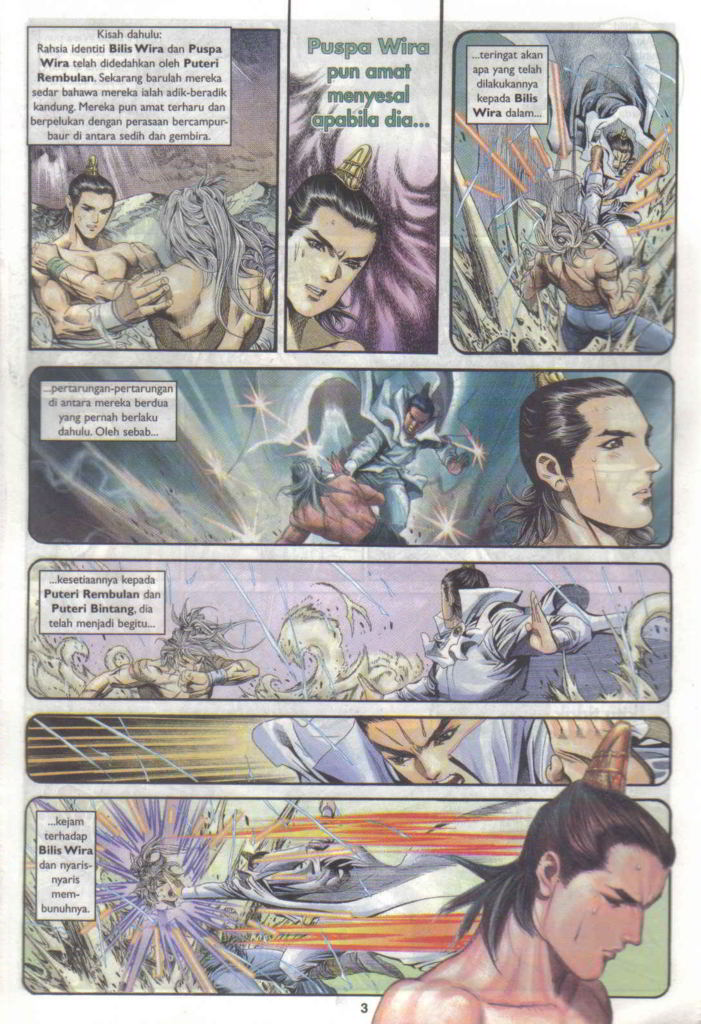 Kisah dahulu:
Rahsia identiti Bilis Wira dan Puspa
Wira telah didedahkan oleh Puteri
Rembulan. Sekarang barulah mereka
sedar bahawa mereka ialah adik-beradik
kandung. Mereka pun amat terharu dan
berpelukan dengan perasaan bercampur-
baur di antara sedih dan gembira.
Puspa Wira
pun amat
menyesal
apabila dia...
...teringat akan
apa yang telah
dilakukannya
kepada Bilis
Wira dalam...
...pertarungan-pertarungan
di antara mereka berdua
yang pernah berlaku
dahulu. Oleh sebab...
...kesetiaannya kepada
Puteri Rembulan dan
Puteri Bintang, dia
telah menjadi begitu...
...kejam
terhadap
Bilis Wira
dan nyaris-
nyaris
mem-
bunuhnya.
3